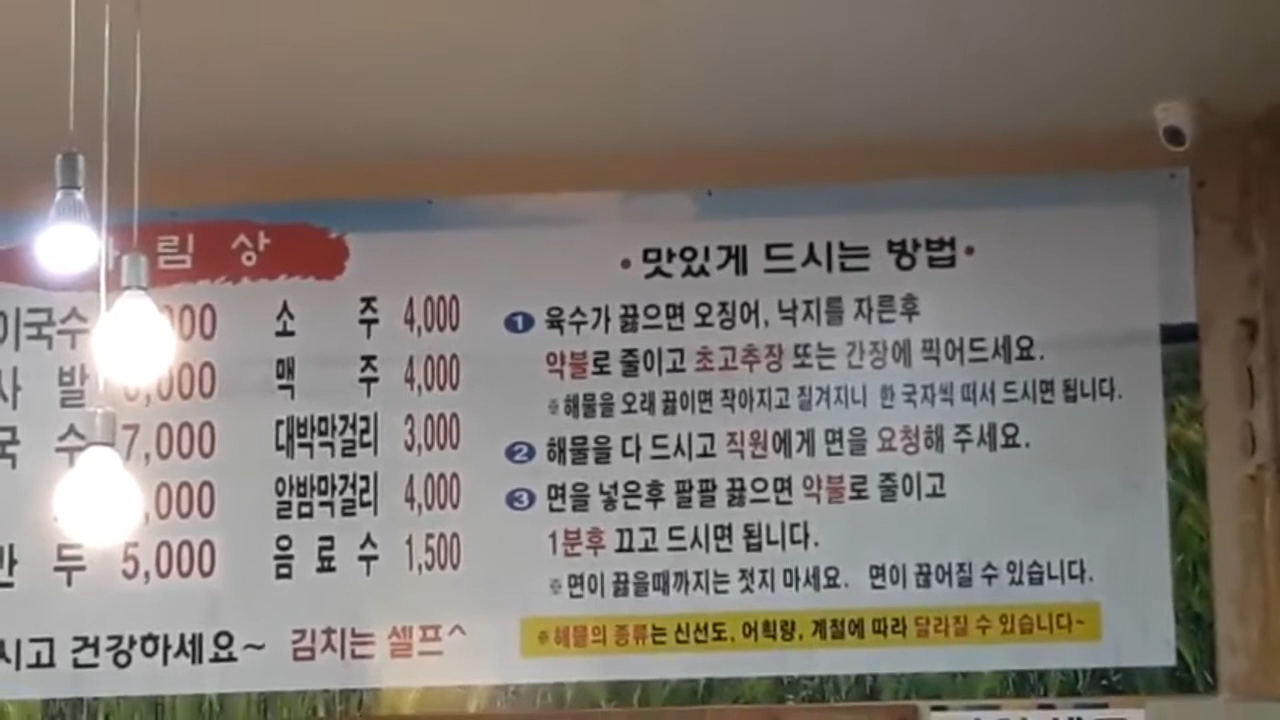 림 상
이국수
소 주 4,000
사 발
맥 주 4,000
국 수 7,000
대박막걸리 3,000
알밤막걸리 4,000
만 두 5,000
음 료 수 1,500
시고 건강하세요~ 김치는 셀프^
•맛있게 드시는 방법•
1 육수가 끓으면 오징어, 낙지를 자른후
약불로 줄이고 초고추장 또는 간장에 찍어드세요.
※해물을 오래 끓이면 작아지고 질겨지니 한 국자씩 떠서 드시면 됩니다.
2 해물을 다 드시고 직원에게 면을 요청해 주세요.
3 면을 넣은후 팔팔 끓으면 약불로 줄이고
1분후 끄고 드시면 됩니다.
※면이 끓을때까지는 젓지 마세요. 면이 끊어질 수 있습니다.
※해물의 종류는 신선도, 어획량, 계절에 따라 달라질 수 있습니다~